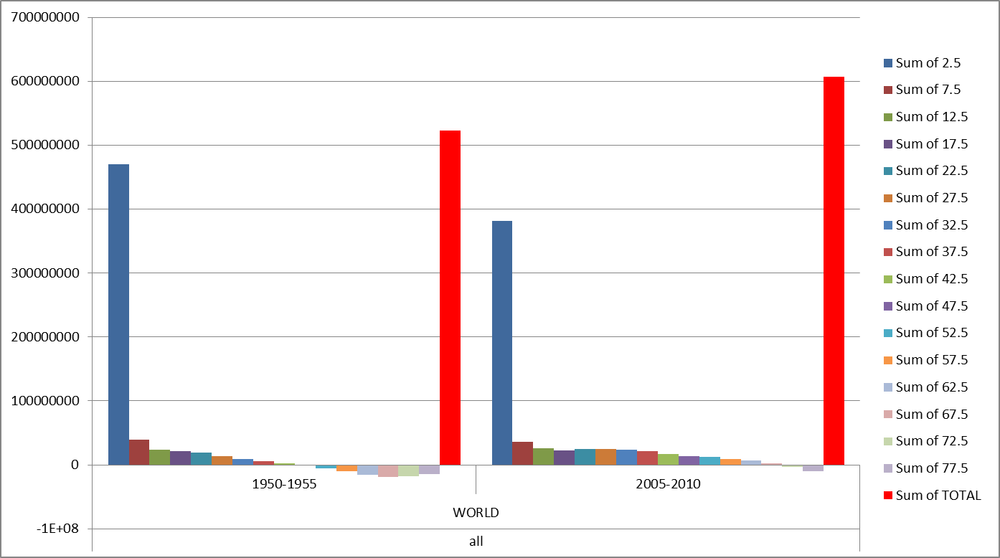 700000000
600000000
500000000
400000000
300000000
200000000
100000000
0
-1E+08
1950-1955
2005-2010
WORLD
all
Sum of 2.5
Sum of 7.5
Sum of 12.5
Sum of 17.5
Sum of 22.5
Sum of 27.5
Sum of 32.5
Sum of 37.5
Sum of 42.5
Sum of 47.5
Sum of 52.5
Sum of 57.5
Sum of 62.5
Sum of 67.5
Sum of 72.5
Sum of 77.5
Sum of TOTAL